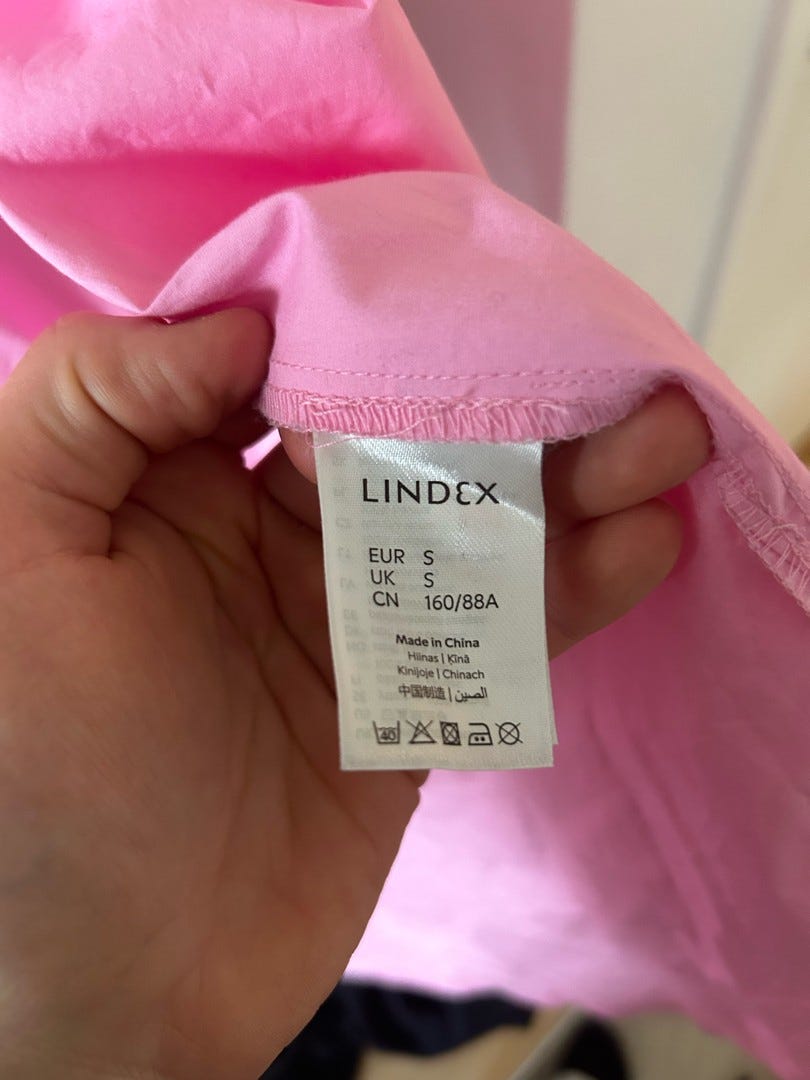 LINDEX
EUR S
UK S
CN 160/88A
Made in China
Hiinas | Ķīnā
Kinijoje | Chinach
中国制造 | الصين
40